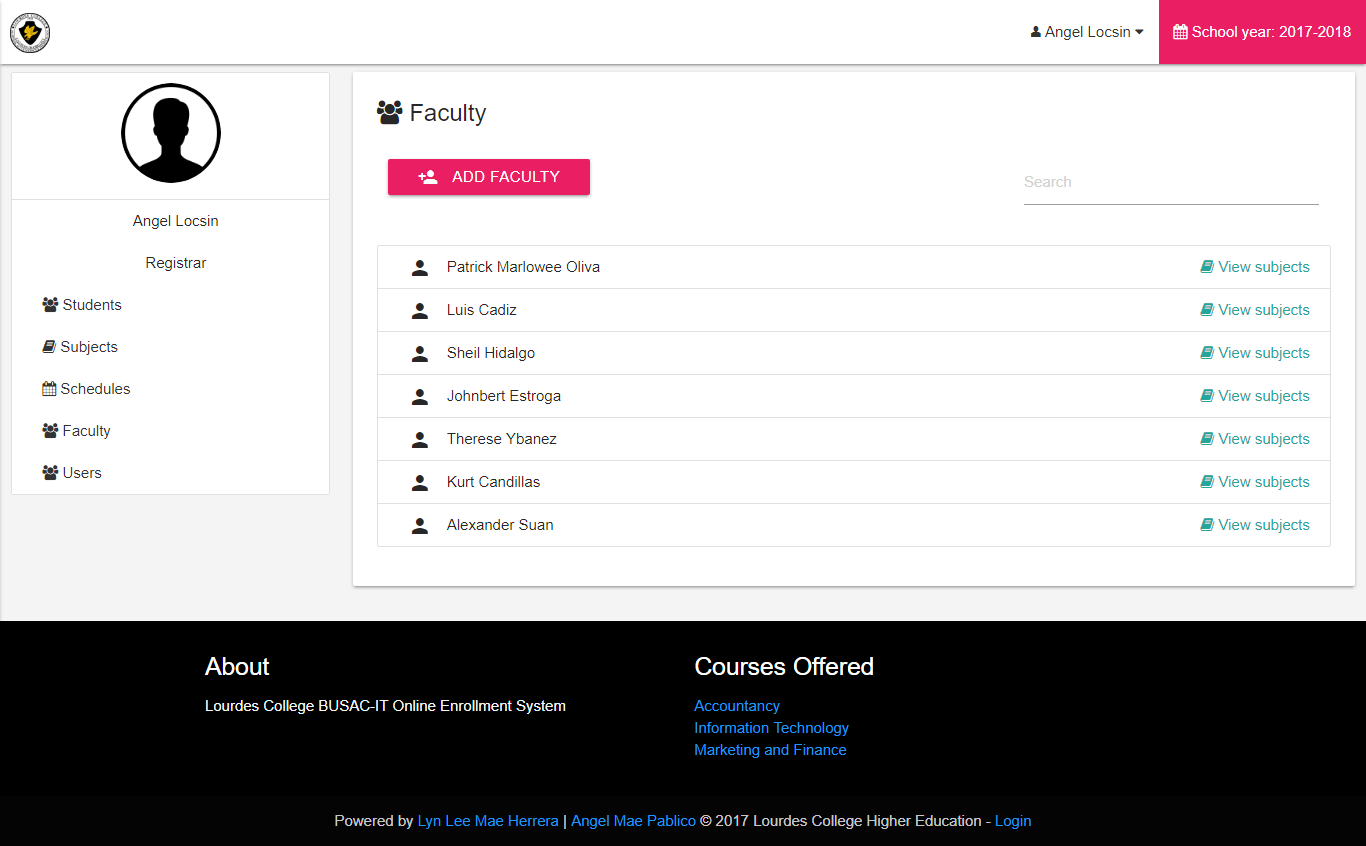 Angel Locsin
School year: 2017-2018
Angel Locsin
Registrar
Students
Subjects
Schedules
Faculty
Users
Faculty
ADD FACULTY
Search
Patrick Marlowee Oliva View subjects
Luis Cadiz View subjects
Sheil Hidalgo View subjects
Johnbert Estroga View subjects
Therese Ybanez View subjects
Kurt Candillas View subjects
Alexander Suan View subjects
About
Lourdes College BUSAC-IT Online Enrollment System
Courses Offered
Accountancy
Information Technology
Marketing and Finance
Powered by Lyn Lee Mae Herrera | Angel Mae Pablico © 2017 Lourdes College Higher Education - Login